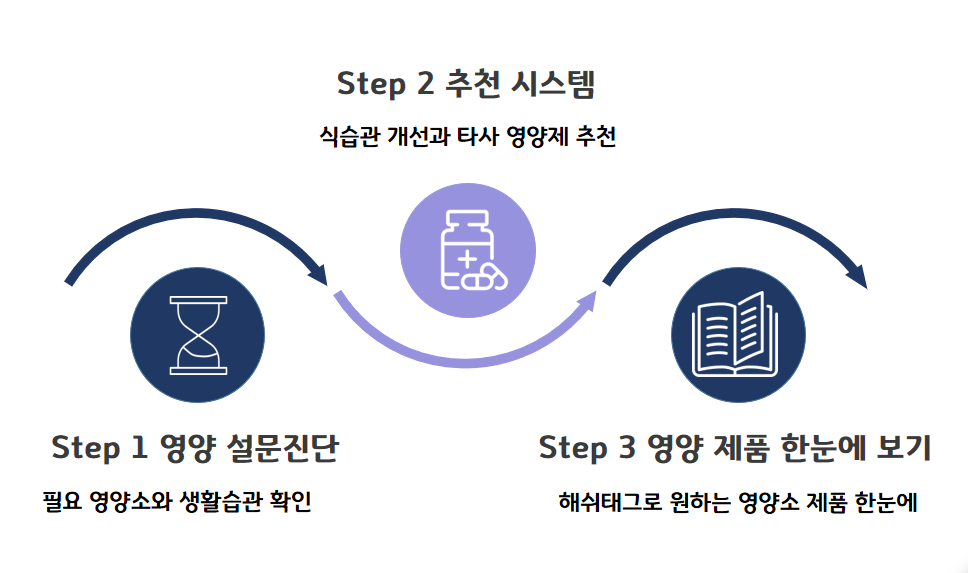 Step 2 추천 시스템
식습관 개선과 타사 영양제 추천
Step 1 영양 설문진단
필요 영양소와 생활습관 확인
Step 3 영양 제품 한눈에 보기
해쉬태그로 원하는 영양소 제품 한눈에